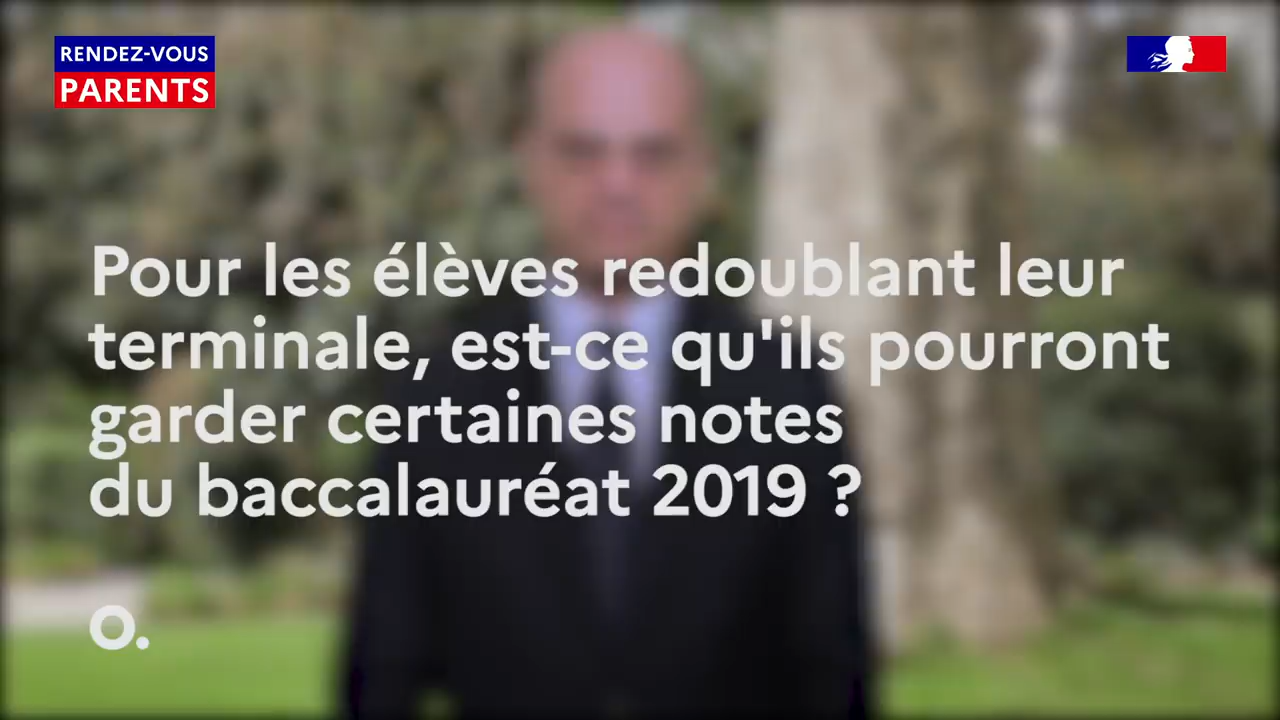 RENDEZ-VOUS
PARENTS
Pour les élèves redoublant leur
terminale, est-ce qu'ils pourront
garder certaines notes
du baccalauréat 2019 ?
O.